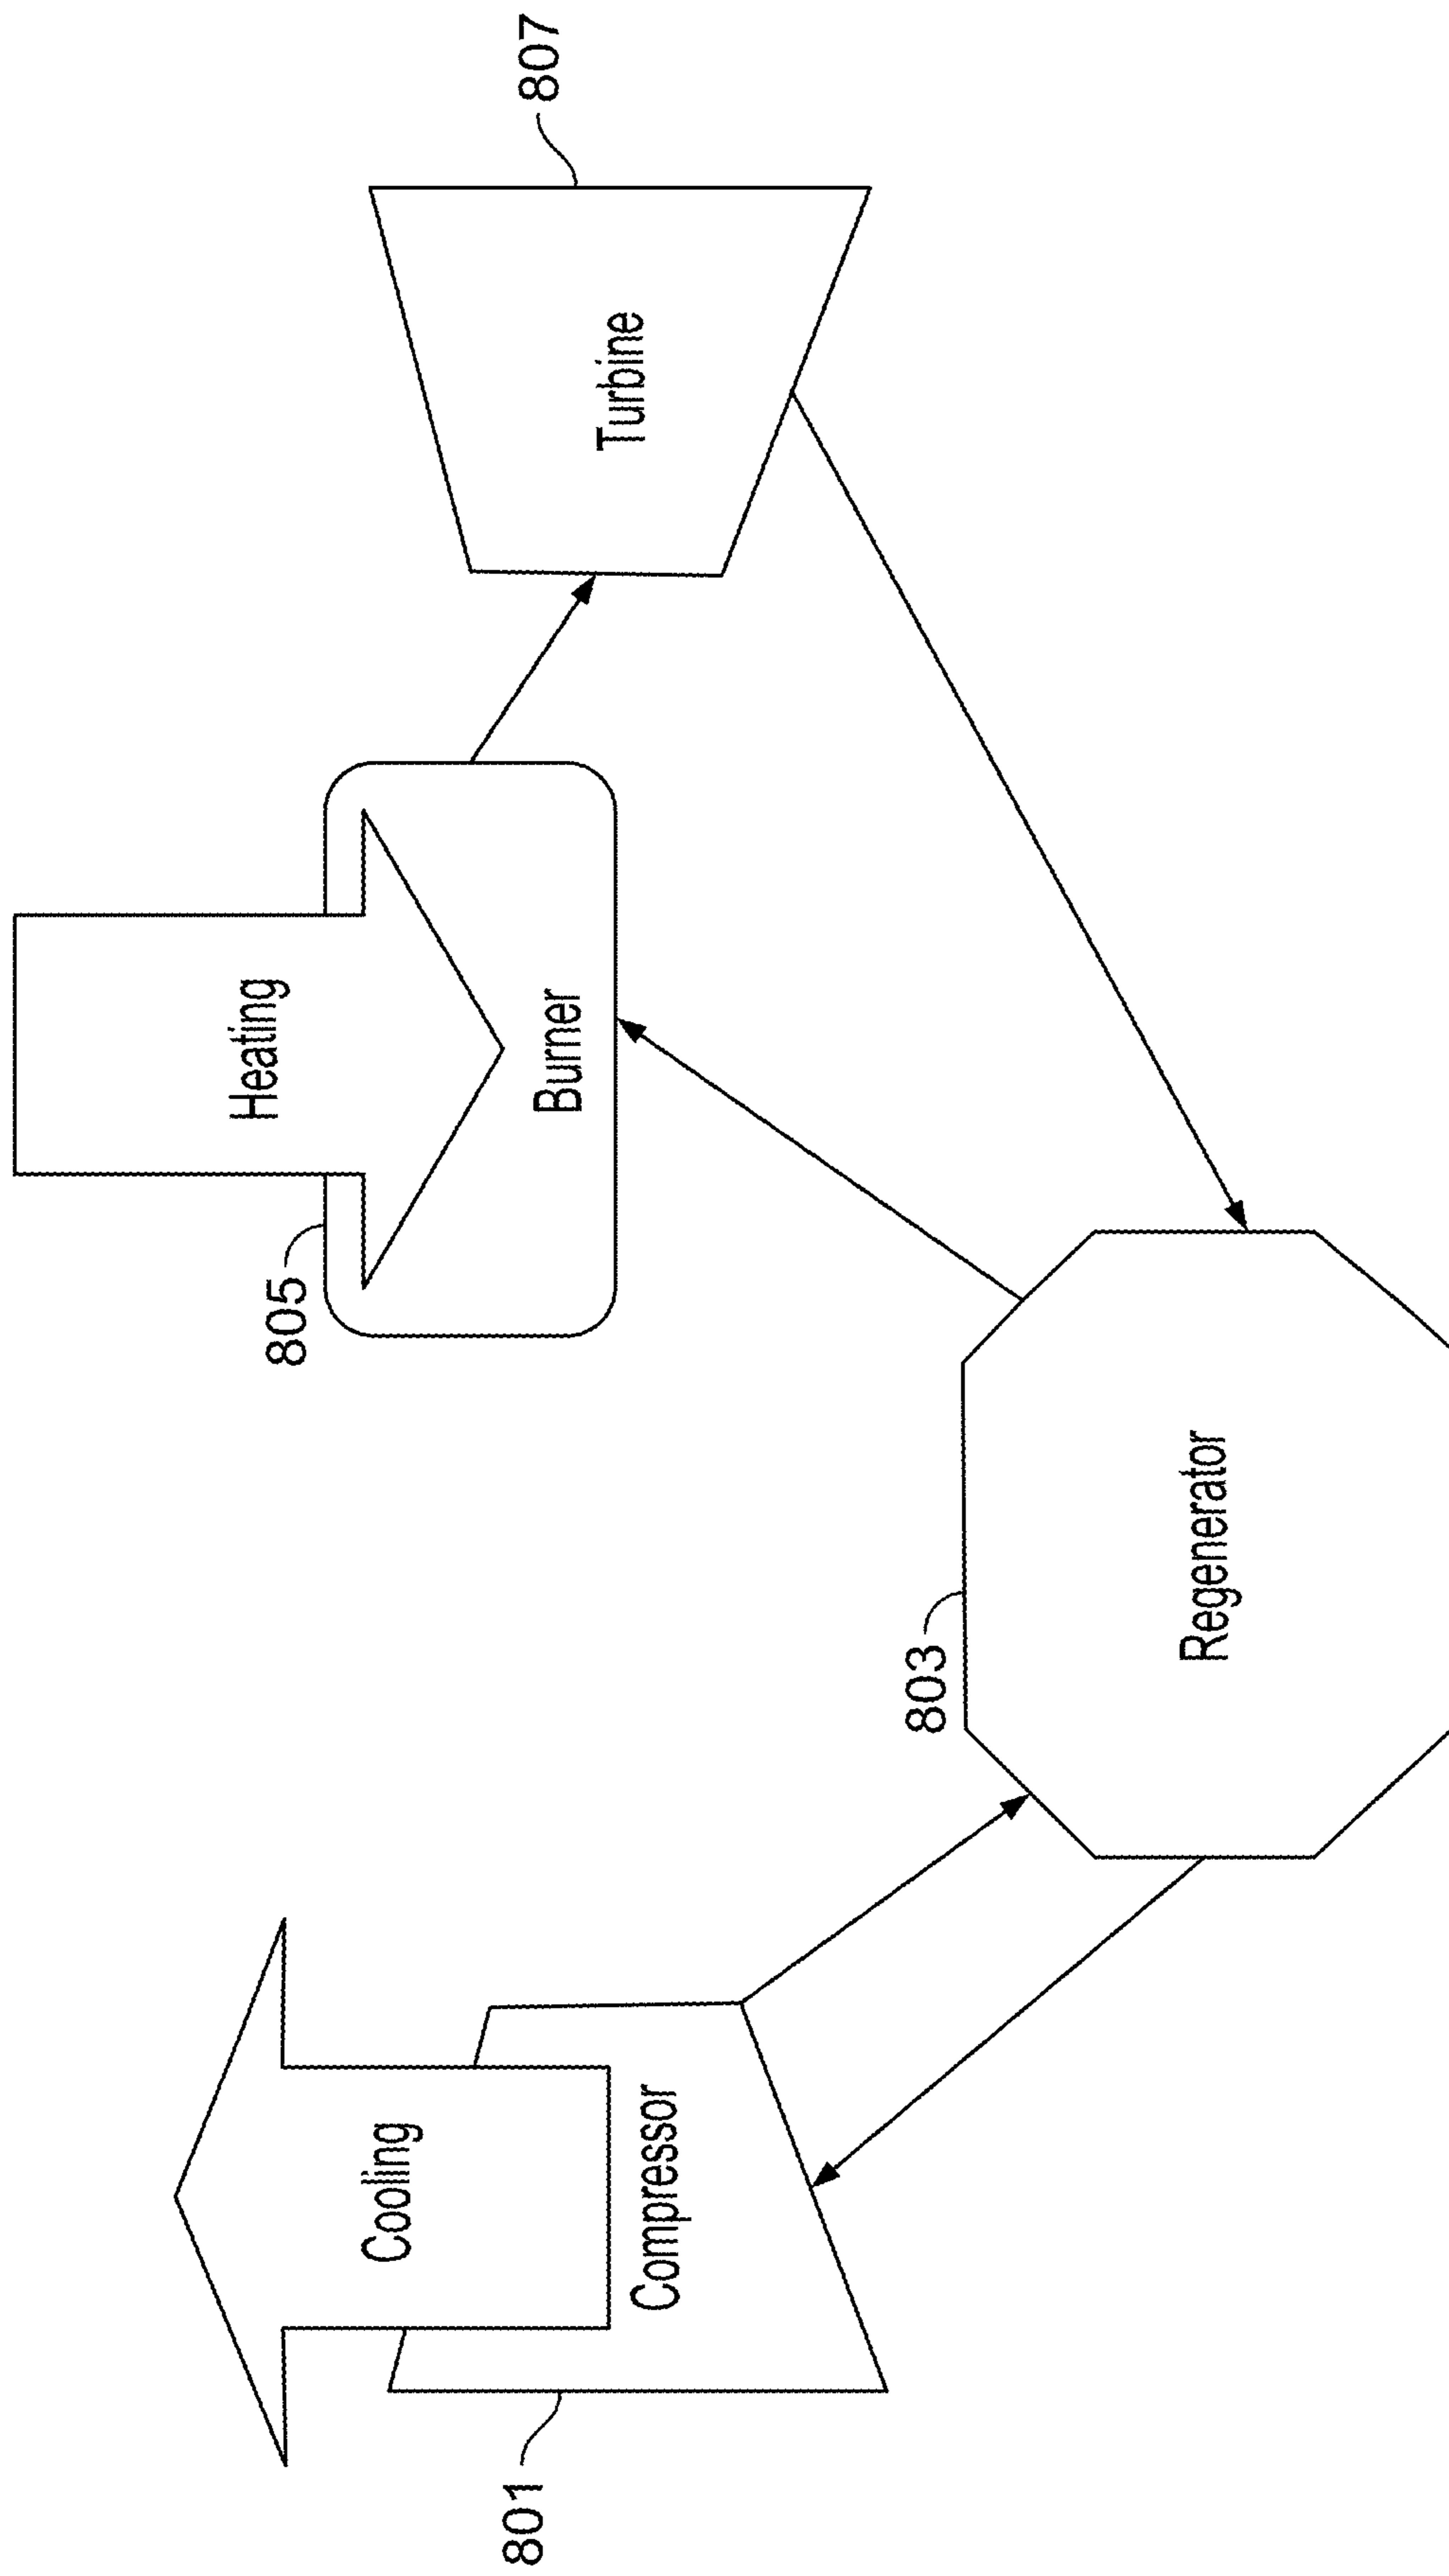 Cooling
Compressor
801
Heating
805
Burner
Turbine
807
803
Regenerator